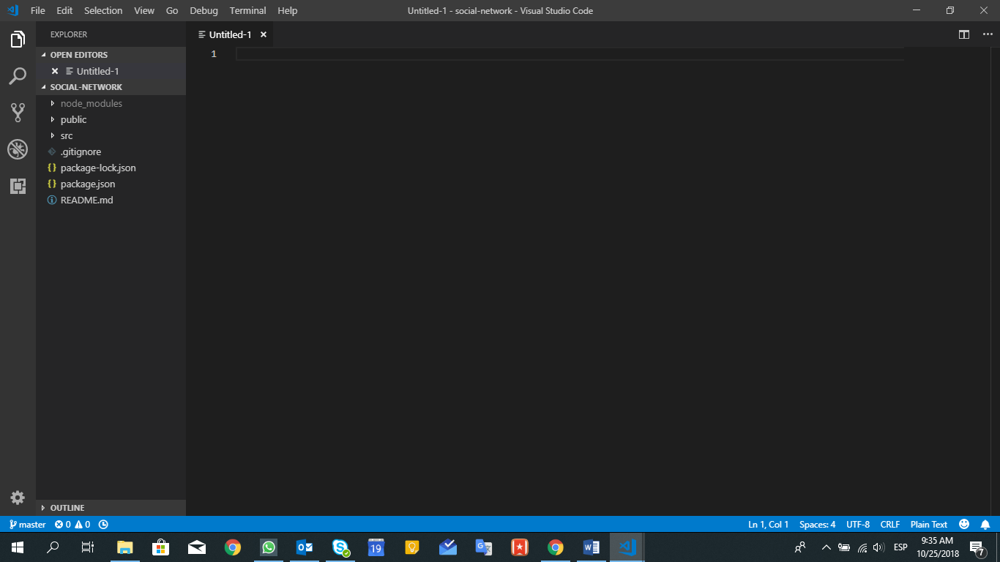 File Edit Selection View Go Debug Terminal Help
Untitled-1 - social-network - Visual Studio Code
EXPLORER
Untitled-1
OPEN EDITORS
1
Untitled-1
SOCIAL-NETWORK
node_modules
public
src
.gitignore
package-lock.json
package.json
README.md
OUTLINE
master 0 0
Ln 1, Col 1 Spaces: 4 UTF-8 CRLF Plain Text
19
ESP
9:35 AM
10/25/2018
7